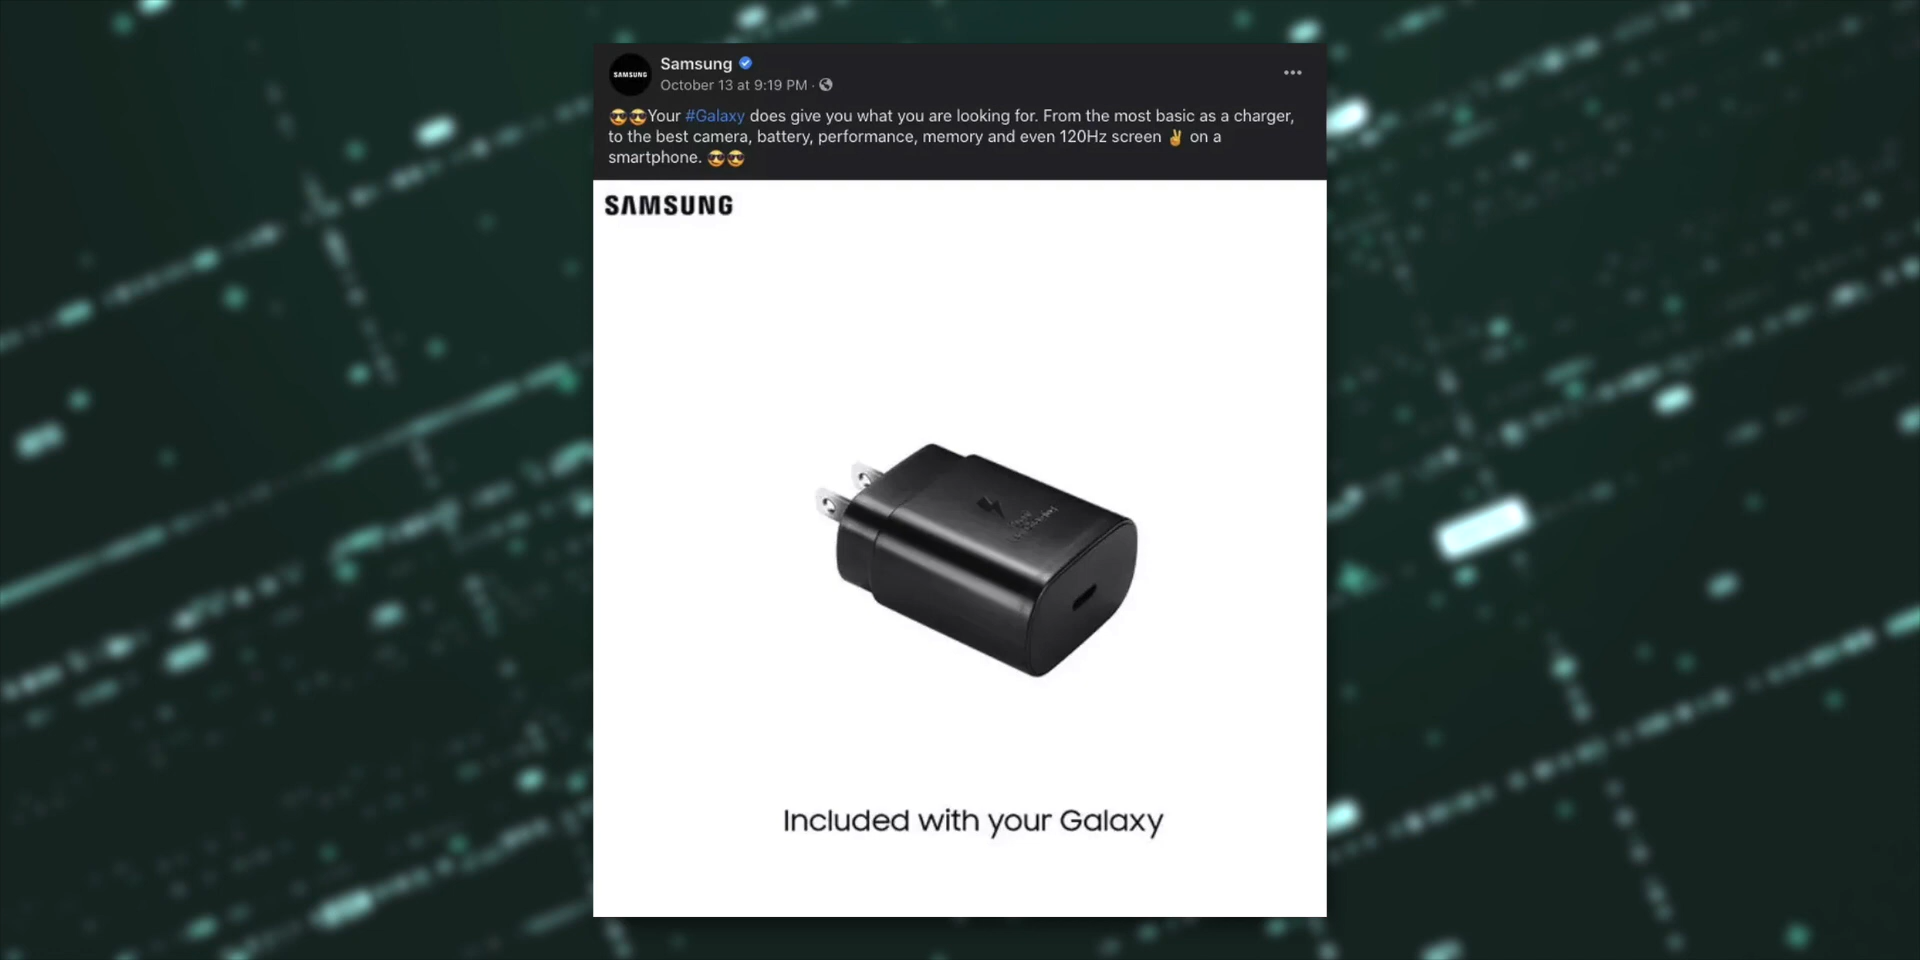 SAMSUNG
Samsung
October 13 at 9:19 PM ·
😎😎Your #Galaxy does give you what you are looking for. From the most basic as a charger,
to the best camera, battery, performance, memory and even 120Hz screen ✌ on a
smartphone. 😎😎
SAMSUNG
Included with your Galaxy